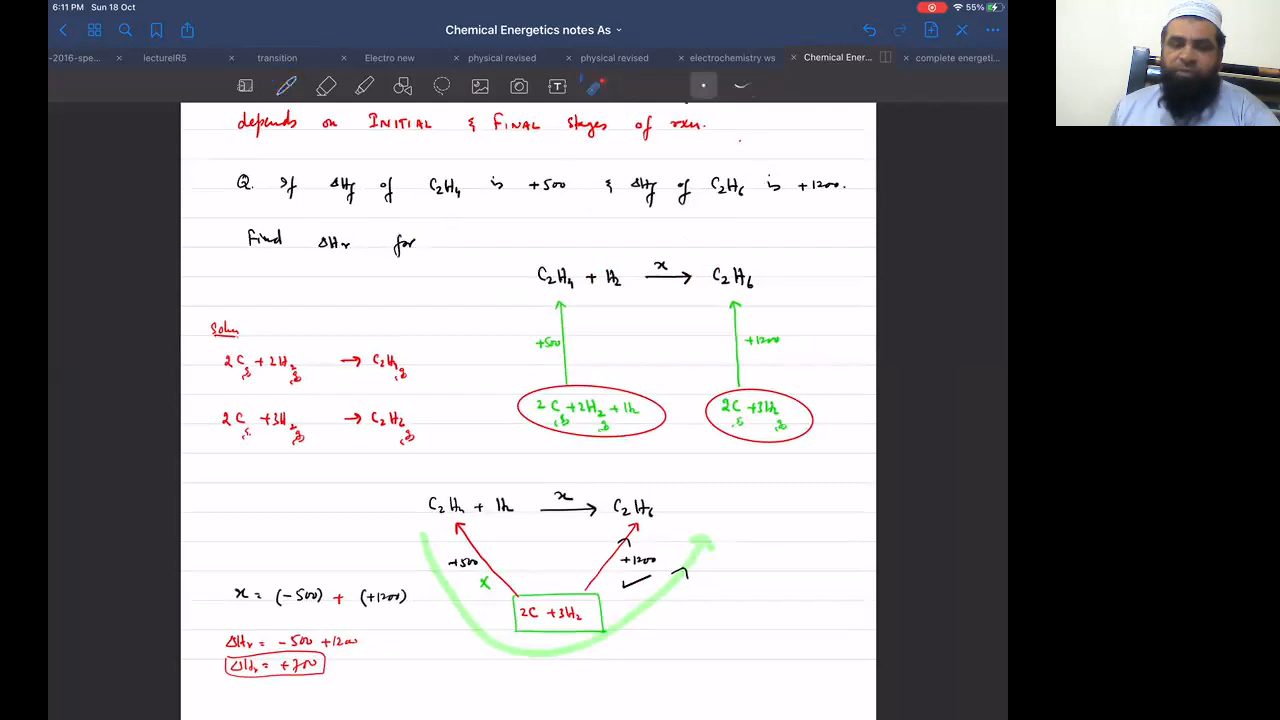 6:11 PM Sun 18 Oct
55%
Chemical Energetics notes As
-2016-spe...
lectureIR5
transition
Electro new
physical revised
physical revised
electrochemistry ws
Chemical Ener...
complete energeti...
depends on INITIAL & FINAL stages of rxn.
Q. If ΔHf of C2H4 is +500 & ΔHf of C2H6 is +1200.
Find ΔHr for
C2H4 + H2 x→ C2H6
Soln
+500
+1200
2C(s) + 2H2(g) → C2H4(g)
2C(s) + 2H2(g) + H2
2C(s) + 3H2(g)
2C(s) + 3H2(g) → C2H6(g)
C2H4 + H2 x→ C2H6
+500
+1200
x
x = (-500) + (+1200)
2C + 3H2
ΔHr = -500 + 1200
ΔHr = +700